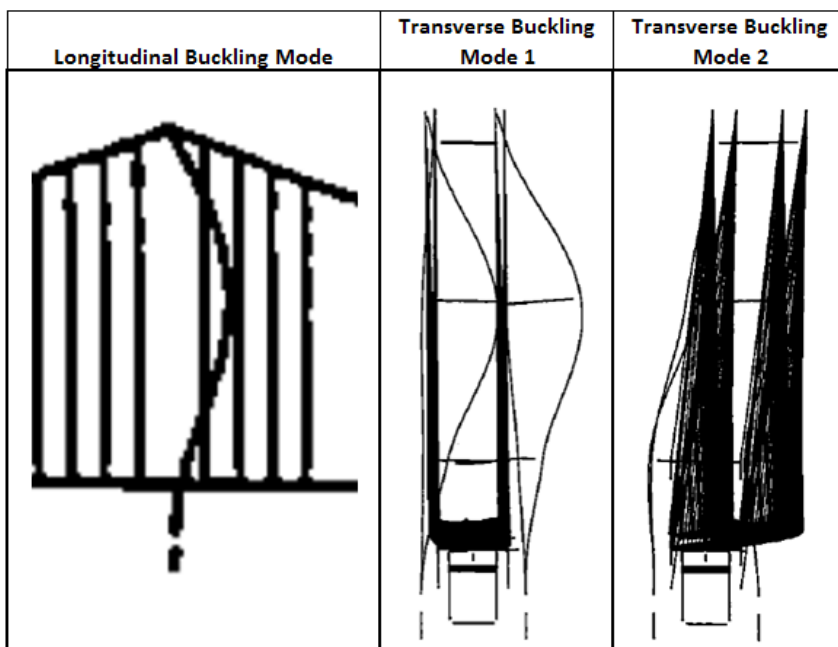 Longitudinal Buckling Mode
Transverse Buckling
Mode 1
Transverse Buckling
Mode 2